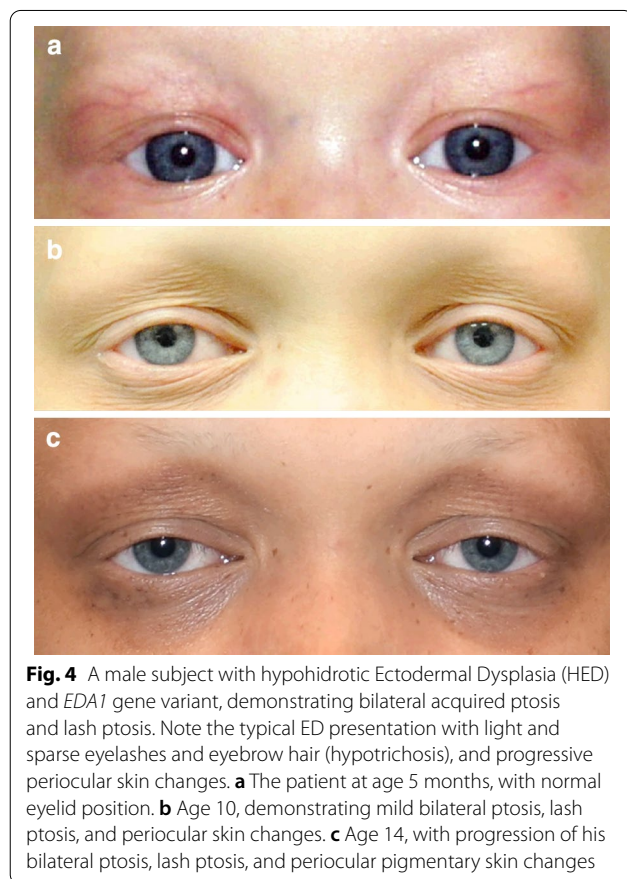 a
b
c
Fig. 4 A male subject with hypohidrotic Ectodermal Dysplasia (HED)
and EDA1 gene variant, demonstrating bilateral acquired ptosis
and lash ptosis. Note the typical ED presentation with light and
sparse eyelashes and eyebrow hair (hypotrichosis), and progressive
periocular skin changes. a The patient at age 5 months, with normal
eyelid position. b Age 10, demonstrating mild bilateral ptosis, lash
ptosis, and periocular skin changes. c Age 14, with progression of his
bilateral ptosis, lash ptosis, and periocular pigmentary skin changes